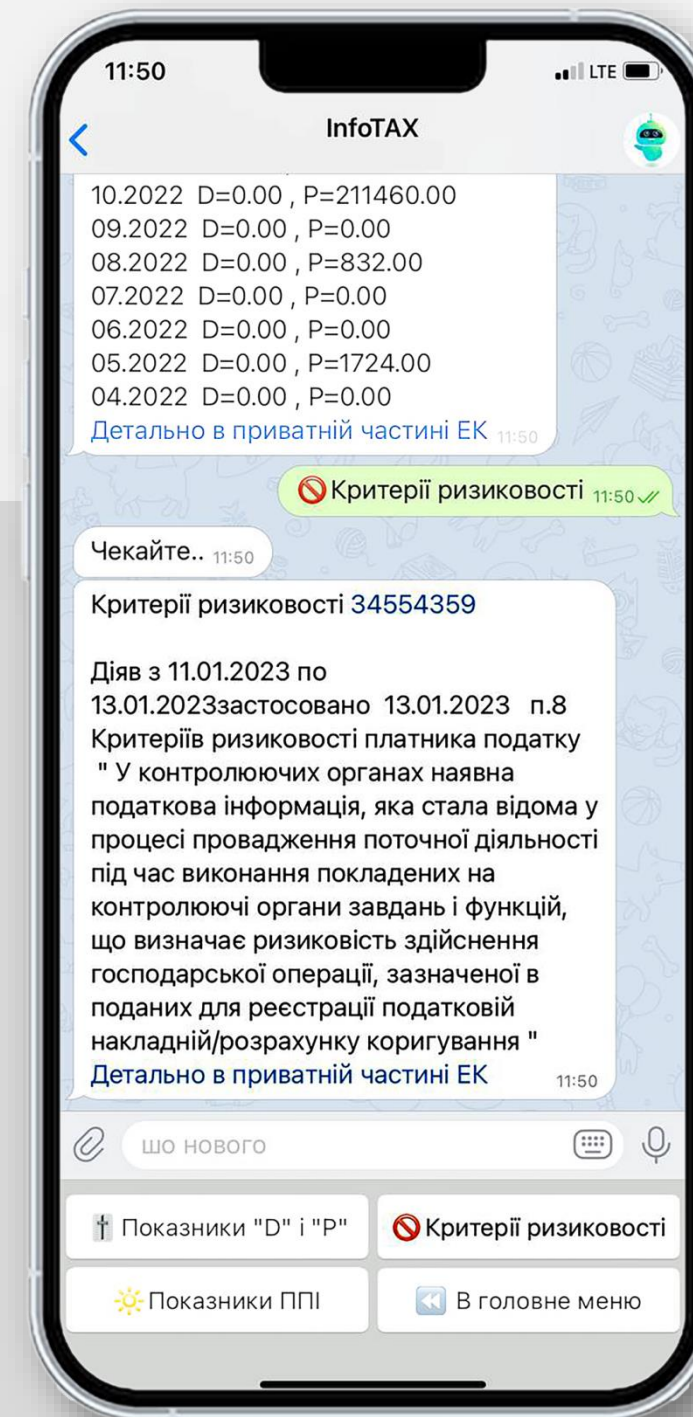 11:50
LTE
InfoTAX
10.2022 D=0.00 , P=211460.00
09.2022 D=0.00 , P=0.00
08.2022 D=0.00 , P=832.00
07.2022 D=0.00 , P=0.00
06.2022 D=0.00 , P=0.00
05.2022 D=0.00 , P=1724.00
04.2022 D=0.00 , P=0.00
Детально в приватній частині ЕК 11:50
Критерії ризиковості 11:50
Чекайте.. 11:50
Критерії ризиковості 34554359
Діяв з 11.01.2023 по
13.01.2023застосовано 13.01.2023 п.8
Критеріїв ризиковості платника податку
" У контролюючих органах наявна
податкова інформація, яка стала відома у
процесі провадження поточної діяльності
під час виконання покладених на
контролюючі органи завдань і функцій,
що визначає ризиковість здійснення
господарської операції, зазначеної в
поданих для реєстрації податковій
накладній/розрахунку коригування "
Детально в приватній частині ЕК 11:50
шо нового
Показники "D" і "P"
Критерії ризиковості
Показники ППІ
В головне меню